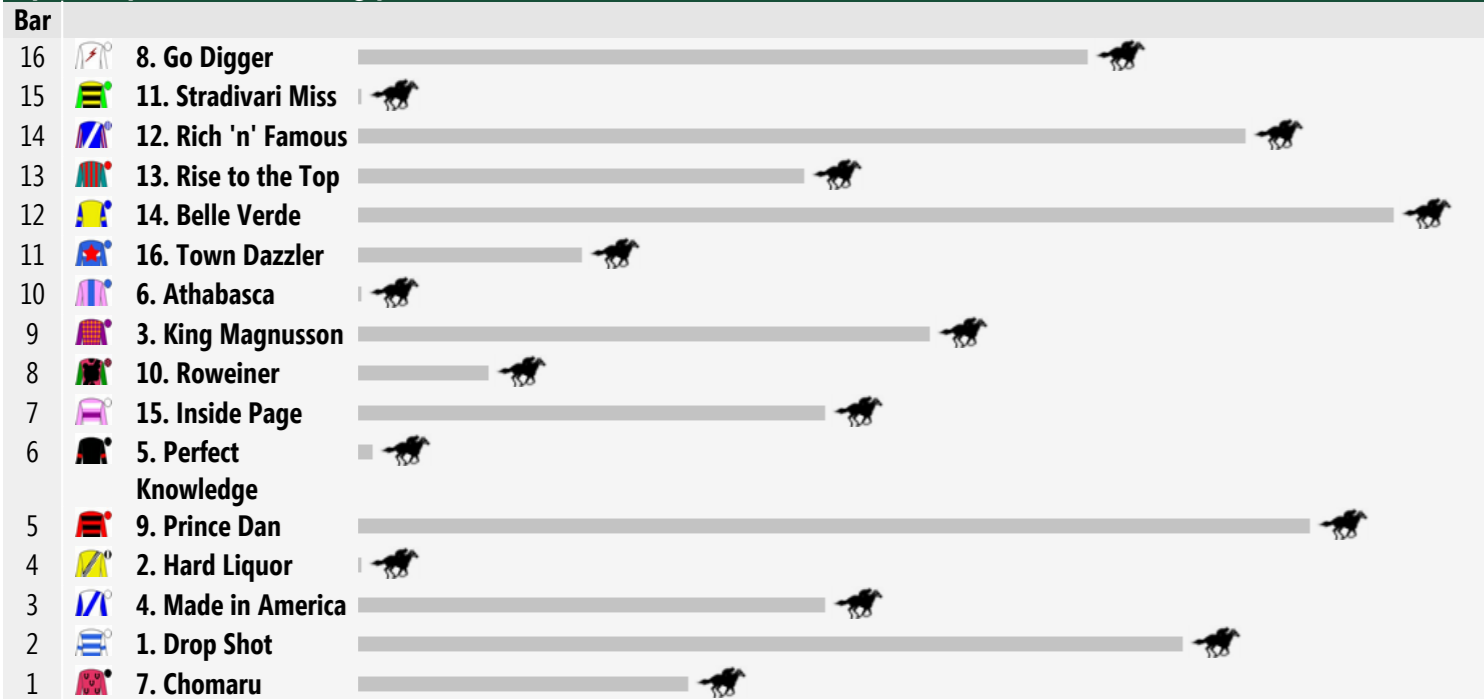 Bar
16 8. Go Digger
15 11. Stradivari Miss
14 12. Rich 'n' Famous
13 13. Rise to the Top
12 14. Belle Verde
11 16. Town Dazzler
10 6. Athabasca
9 3. King Magnusson
8 10. Roweiner
7 15. Inside Page
6 5. Perfect
Knowledge
5 9. Prince Dan
4 2. Hard Liquor
3 4. Made in America
2 1. Drop Shot
1 7. Chomaru